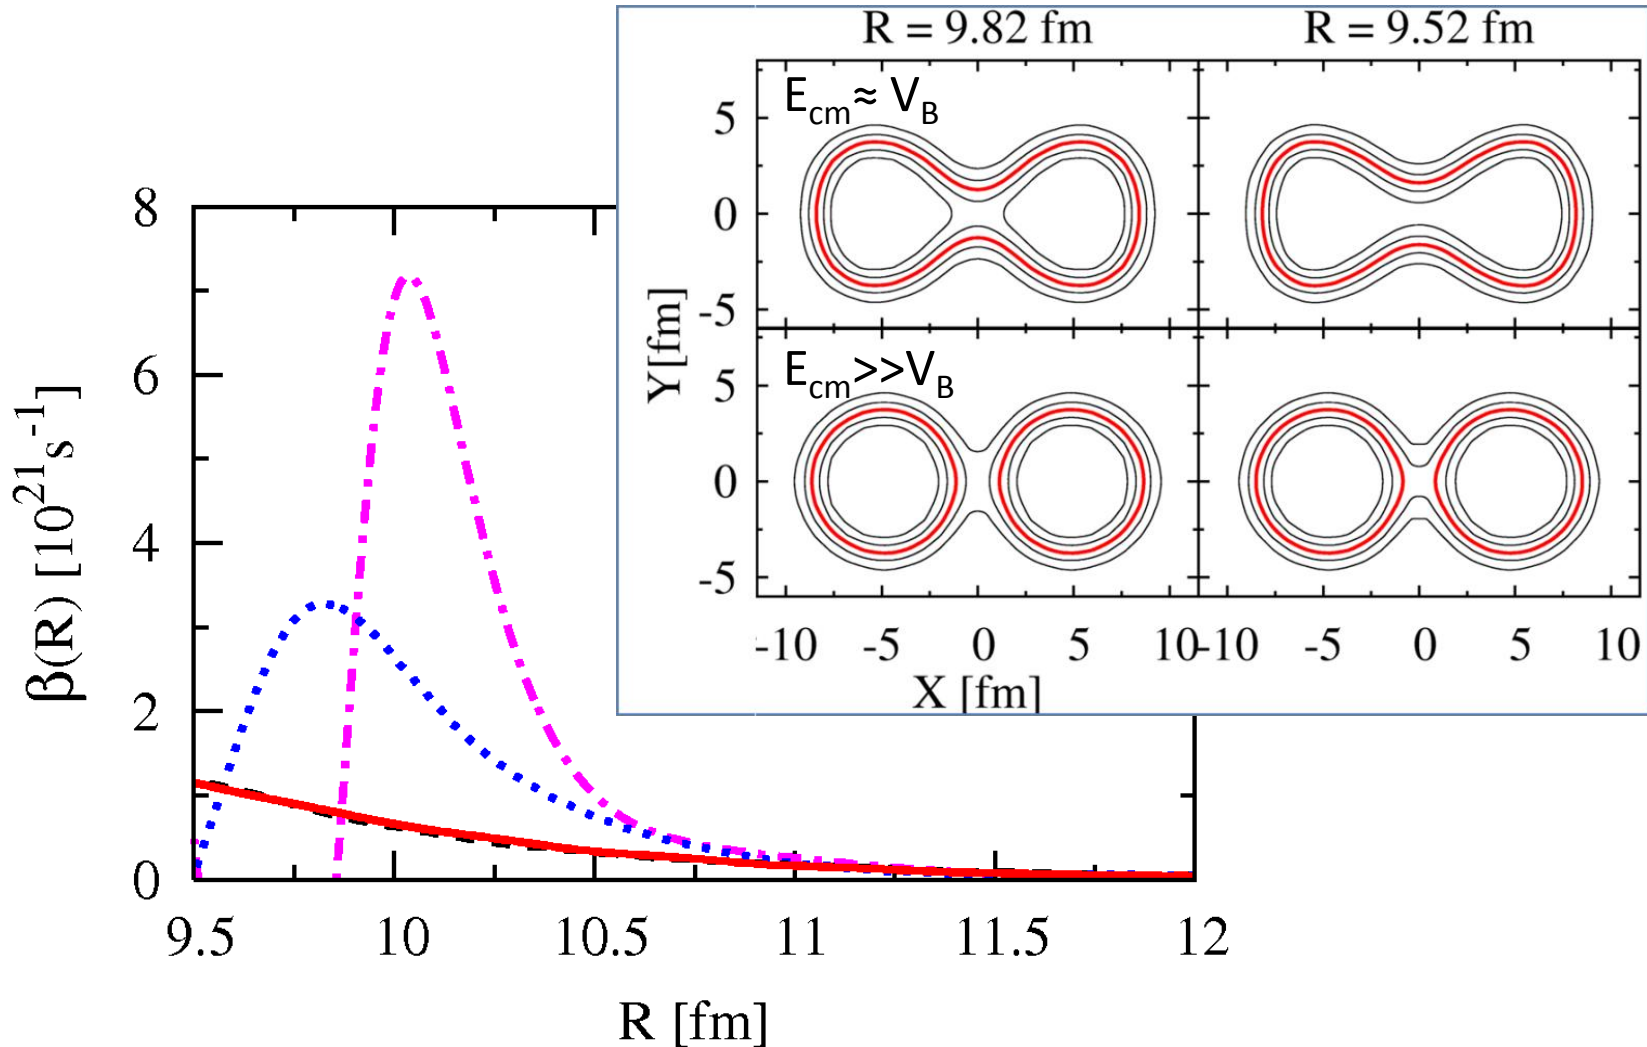 R = 9.82 fm R = 9.52 fm
E_cm ≈ V_B
5
0
-5
E_cm>>V_B
5
0
-5
Y[fm]
-10 -5 0 5 10 -10 -5 0 5 10
X [fm]
8
6
4
2
0
β(R) [10^21 s^-1]
9.5 10 10.5 11 11.5 12
R [fm]